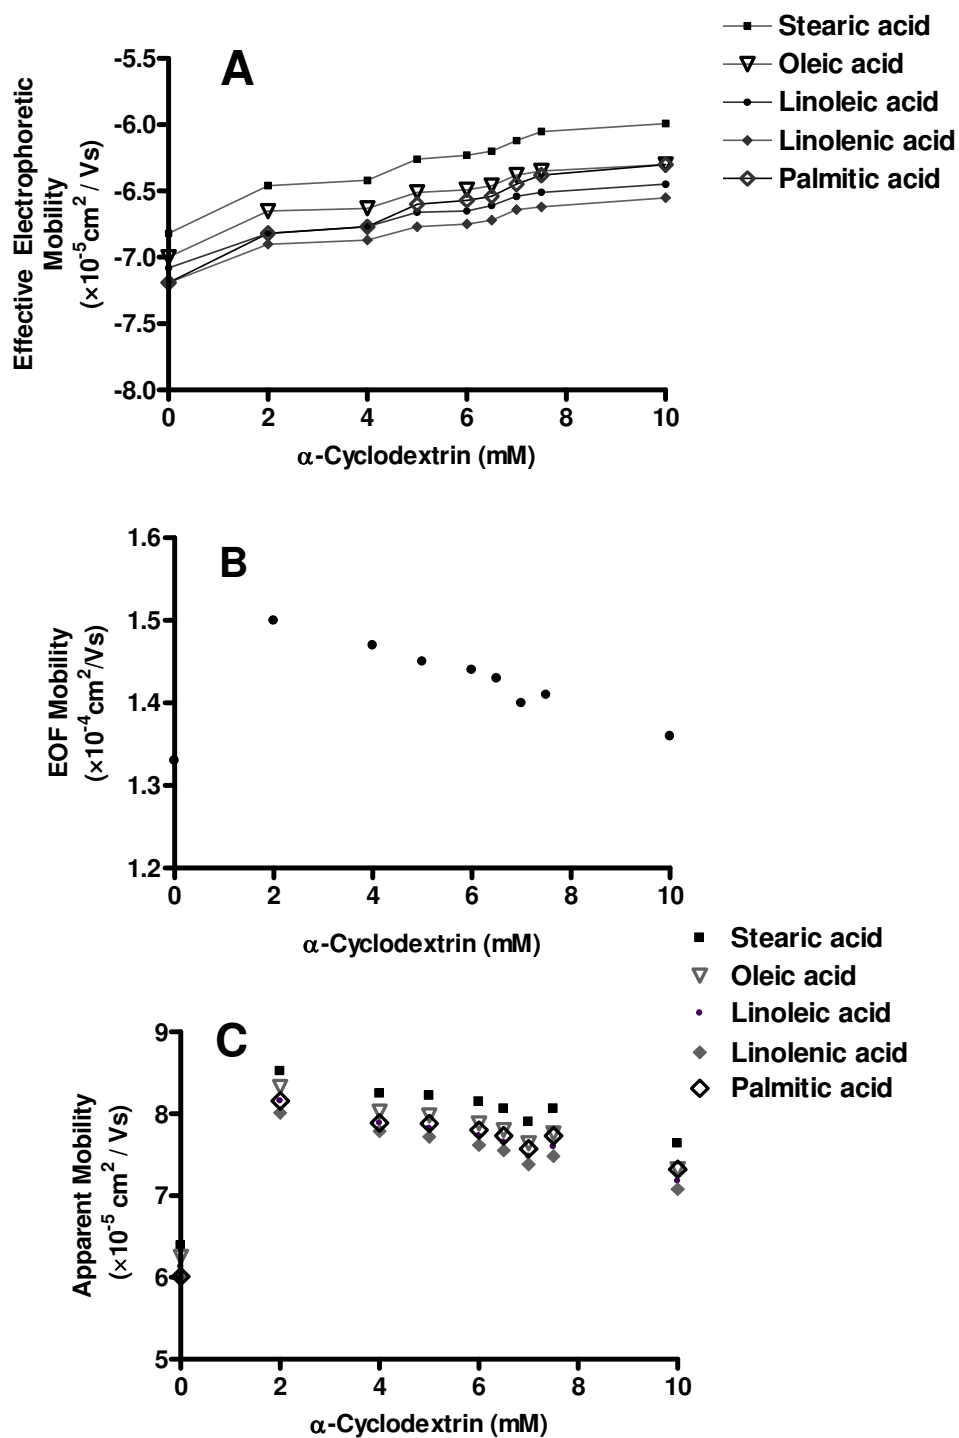 Stearic acid
Oleic acid
Linoleic acid
Linolenic acid
Palmitic acid
A
Effective Electrophoretic
Mobility
(×10⁻⁵cm² / Vs)
-5.5
-6.0
-6.5
-7.0
-7.5
-8.0
0 2 4 6 8 10
α-Cyclodextrin (mM)
B
EOF Mobility
(×10⁻⁴cm²/Vs)
1.6
1.5
1.4
1.3
1.2
0 2 4 6 8 10
α-Cyclodextrin (mM)
Stearic acid
Oleic acid
Linoleic acid
Linolenic acid
Palmitic acid
C
Apparent Mobility
(×10⁻⁵ cm² / Vs)
9
8
7
6
5
0 2 4 6 8 10
α-Cyclodextrin (mM)